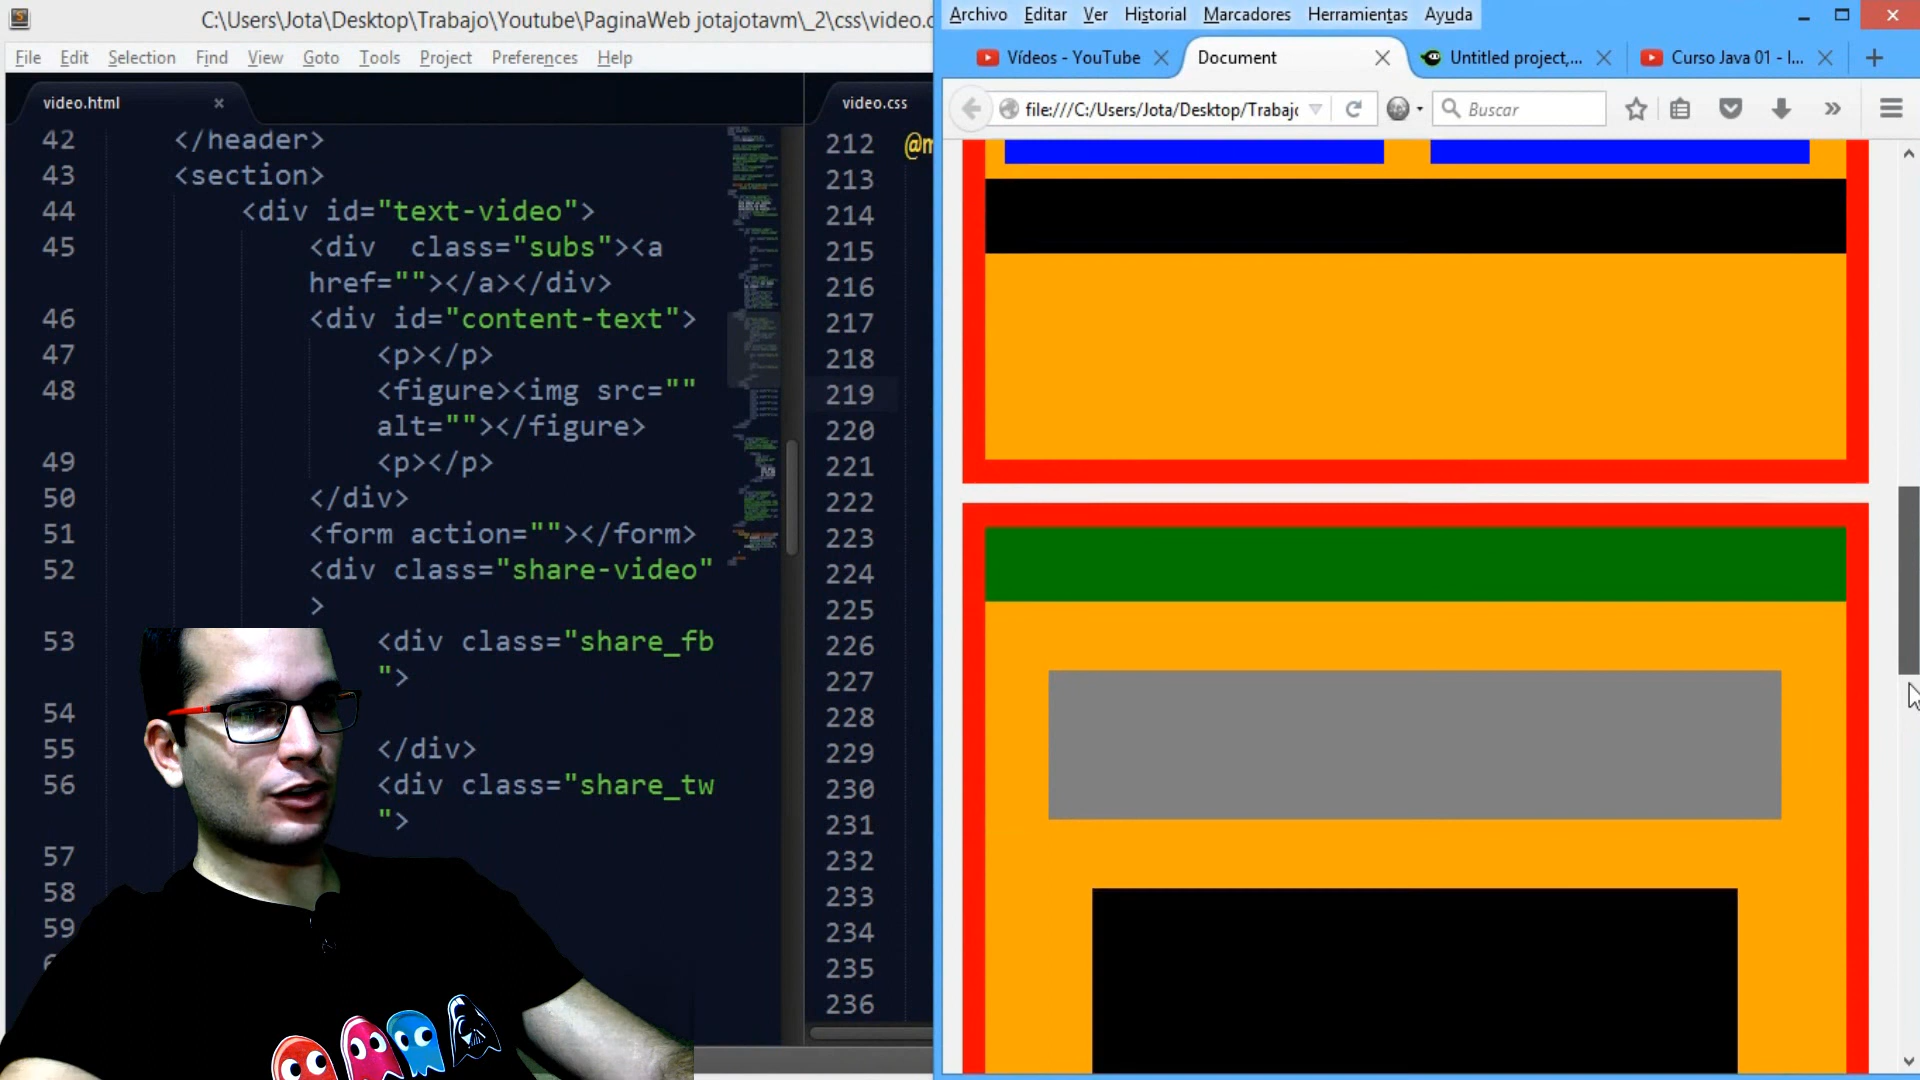 C:\Users\Jota\Desktop\Trabajo\Youtube\PaginaWeb jotajotavm\_2\css\video.c
File Edit Selection Find View Goto Tools Project Preferences Help
video.html ×
42 </header>
43 <section>
44 <div id="text-video">
45 <div  class="subs"><a
href=""></a></div>
46 <div id="content-text">
47 <p></p>
48 <figure><img src=""
alt=""></figure>
49 <p></p>
50 </div>
51 <form action=""></form>
52 <div class="share-video"
>
53 <div class="share_fb
">
54
55 </div>
56 <div class="share_tw
">
57
58
59
video.css
212 @m
213
214
215
216
217
218
219
220
221
222
223
224
225
226
227
228
229
230
231
232
233
234
235
236
Archivo Editar Ver Historial Marcadores Herramientas Ayuda
Vídeos - YouTube
Document
Untitled project,...
Curso Java 01 - I...
file:///C:/Users/Jota/Desktop/Trabajo
Buscar